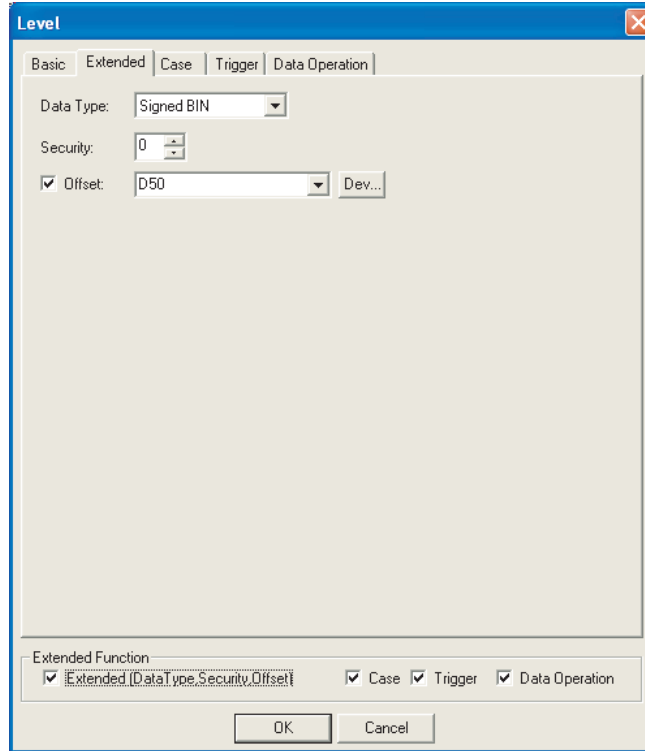 Level
Basic Extended Case Trigger Data Operation
Data Type: Signed BIN
Security: 0
Offset: D50 Dev...
Extended Function
Extended (DataType,Security,Offset) Case Trigger Data Operation
OK Cancel